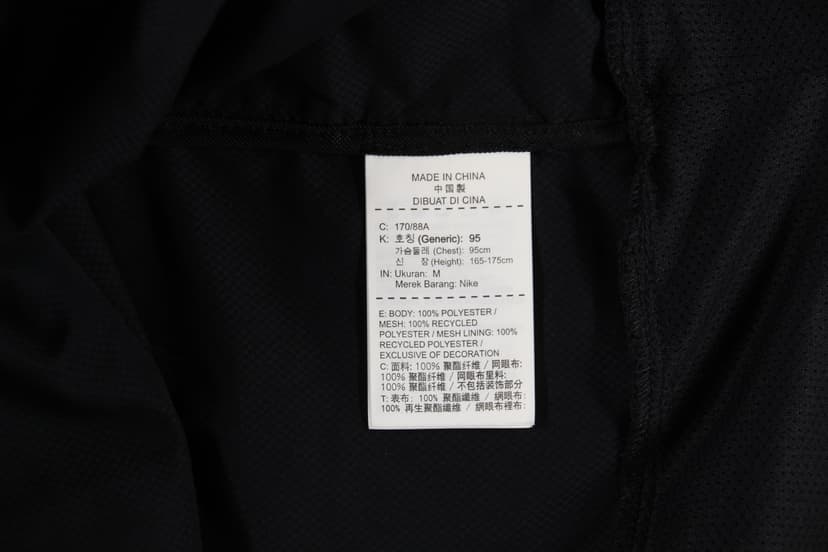 MADE IN CHINA
中国製
DIBUAT DI CINA
C: 170/88A
K: 호칭 (Generic): 95
가슴둘레 (Chest): 95cm
신 장 (Height): 165-175cm
IN: Ukuran: M
Merek Barang: Nike
E: BODY: 100% POLYESTER /
MESH: 100% RECYCLED
POLYESTER / MESH LINING: 100%
RECYCLED POLYESTER /
EXCLUSIVE OF DECORATION
C: 面料: 100% 聚酯纤维 / 网眼布:
100% 聚酯纤维 / 网眼布里料:
100% 聚酯纤维 / 不包括装饰部分
T: 表布: 100% 聚酯纖維 / 網眼布:
100% 再生聚酯纖維 / 網眼布裡布: